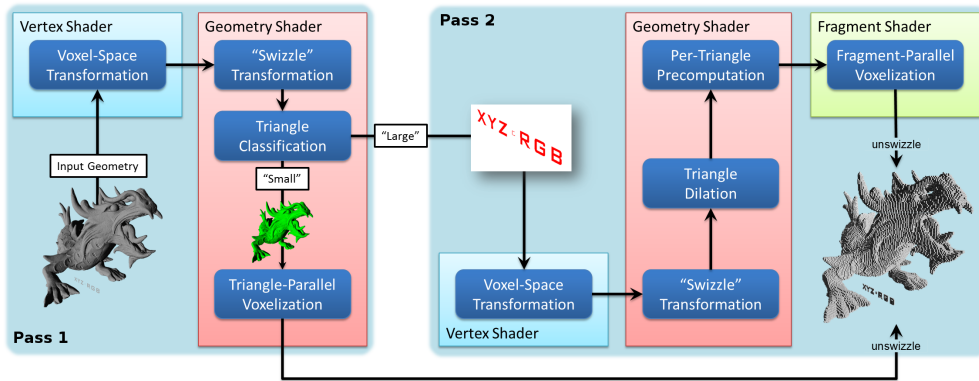 Pass 1
Vertex Shader
Voxel-Space
Transformation
Input Geometry
XYZ RGB
Geometry Shader
“Swizzle”
Transformation
Triangle
Classification
“Large”
“Small”
Triangle-Parallel
Voxelization
Pass 2
XYZ RGB
Vertex Shader
Voxel-Space
Transformation
Geometry Shader
“Swizzle”
Transformation
Triangle
Dilation
Per-Triangle
Precomputation
Fragment Shader
Fragment-Parallel
Voxelization
unswizzle
XYZ RGB
unswizzle